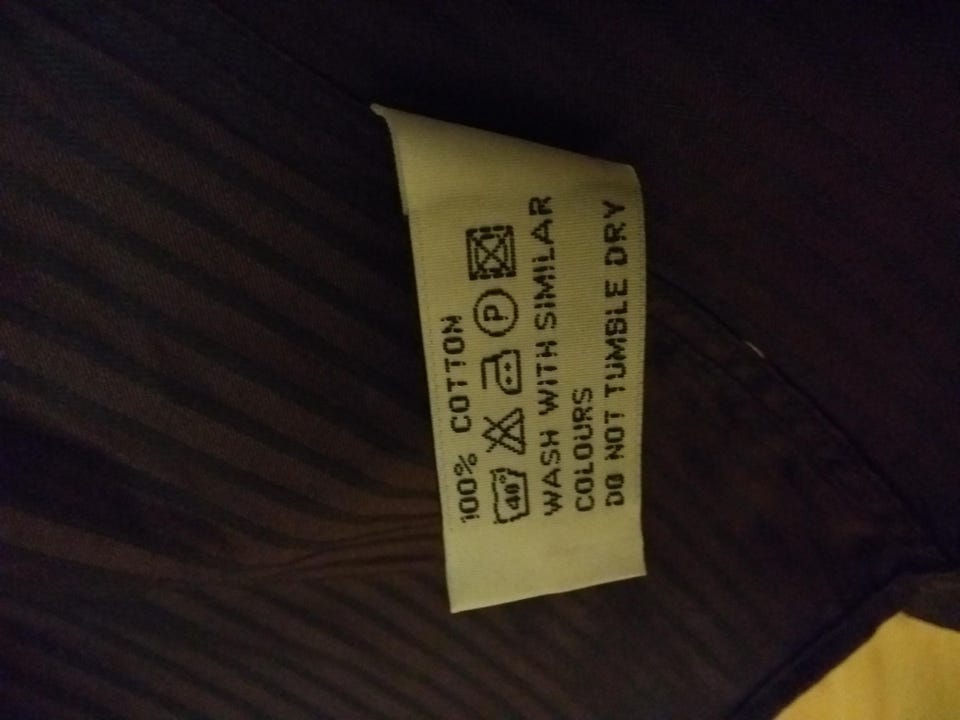 100% COTTON
40° P
WASH WITH SIMILAR
COLOURS
DO NOT TUMBLE DRY